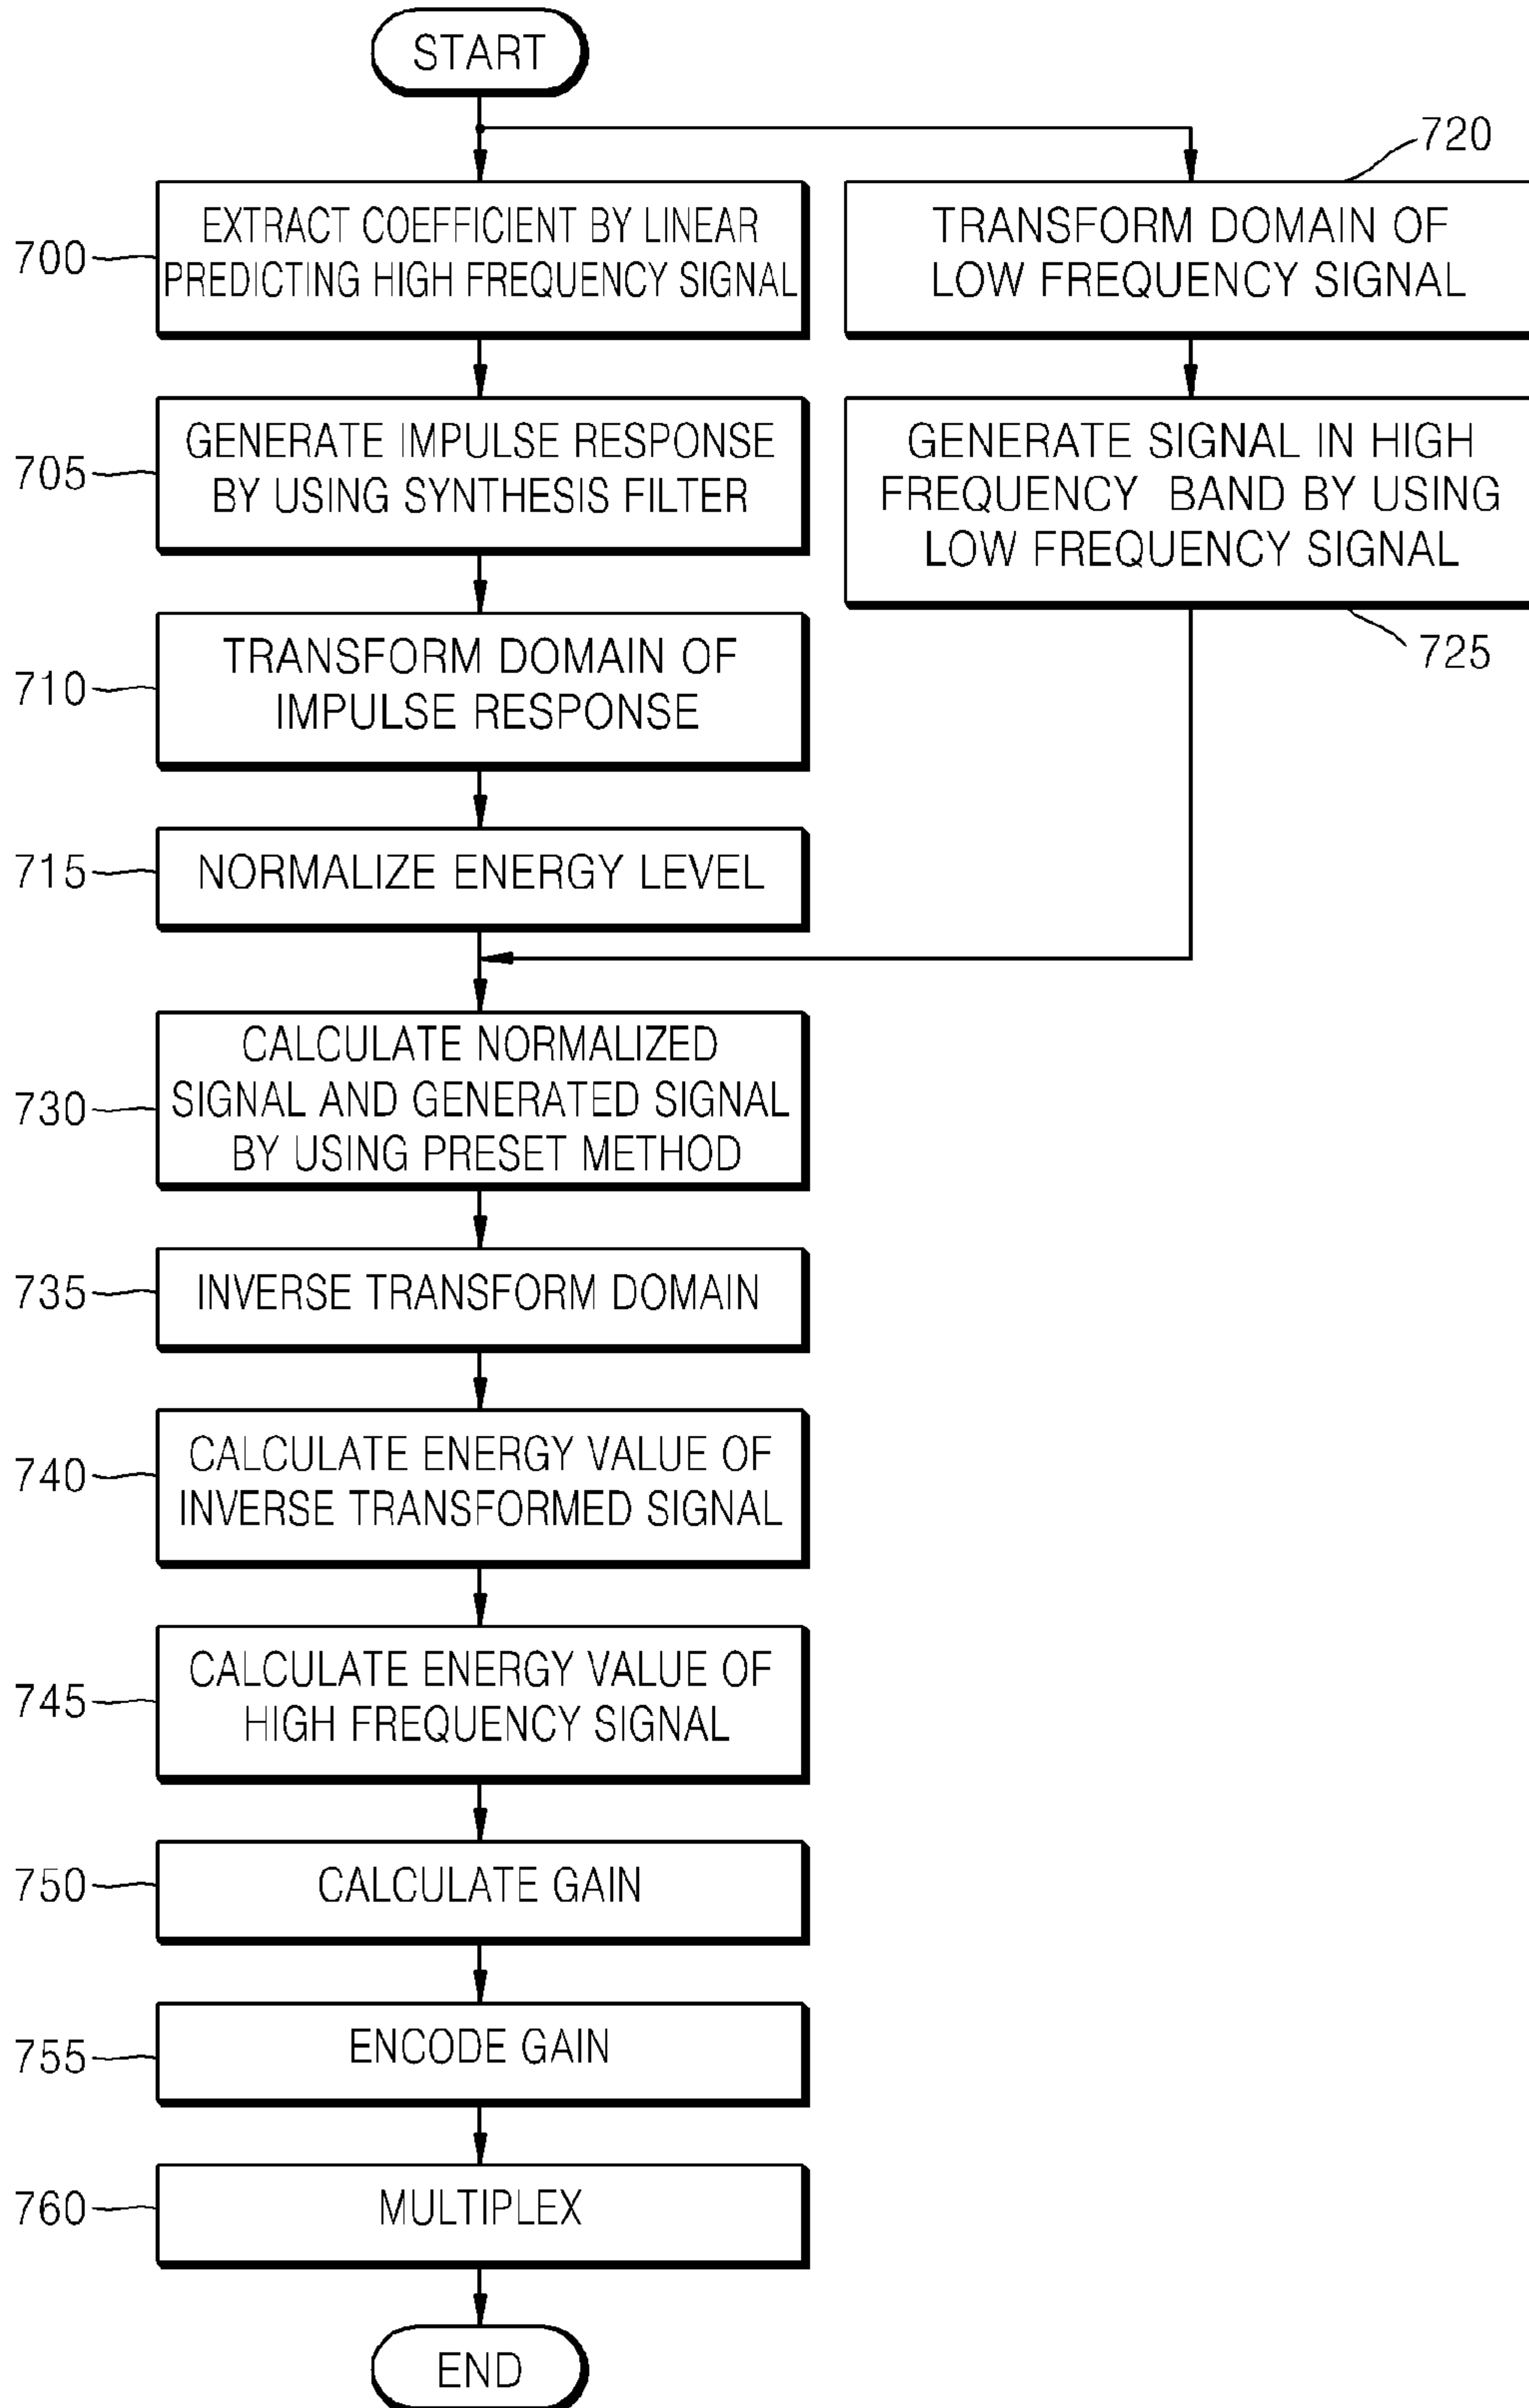 START
720
700
EXTRACT COEFFICIENT BY LINEAR
PREDICTING HIGH FREQUENCY SIGNAL
TRANSFORM DOMAIN OF
LOW FREQUENCY SIGNAL
705
GENERATE IMPULSE RESPONSE
BY USING SYNTHESIS FILTER
GENERATE SIGNAL IN HIGH
FREQUENCY BAND BY USING
LOW FREQUENCY SIGNAL
725
710
TRANSFORM DOMAIN OF
IMPULSE RESPONSE
715
NORMALIZE ENERGY LEVEL
730
CALCULATE NORMALIZED
SIGNAL AND GENERATED SIGNAL
BY USING PRESET METHOD
735
INVERSE TRANSFORM DOMAIN
740
CALCULATE ENERGY VALUE OF
INVERSE TRANSFORMED SIGNAL
745
CALCULATE ENERGY VALUE OF
HIGH FREQUENCY SIGNAL
750
CALCULATE GAIN
755
ENCODE GAIN
760
MULTIPLEX
END